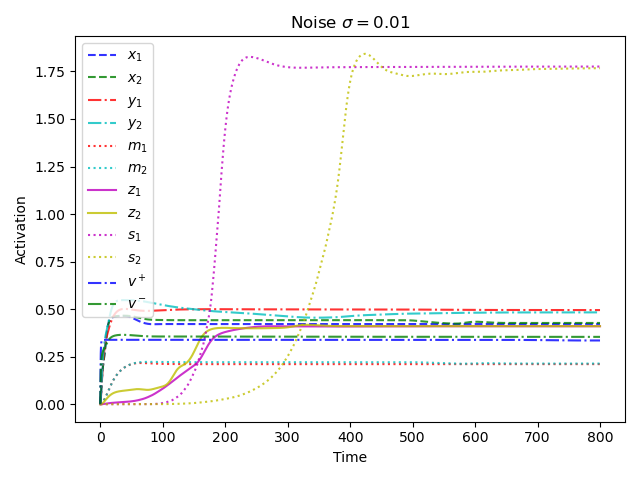 Noise σ = 0.01
Activation
1.75
1.50
1.25
1.00
0.75
0.50
0.25
0.00
x₁
x₂
y₁
y₂
m₁
m₂
z₁
z₂
s₁
s₂
v⁺
v⁻
0 100 200 300 400 500 600 700 800
Time